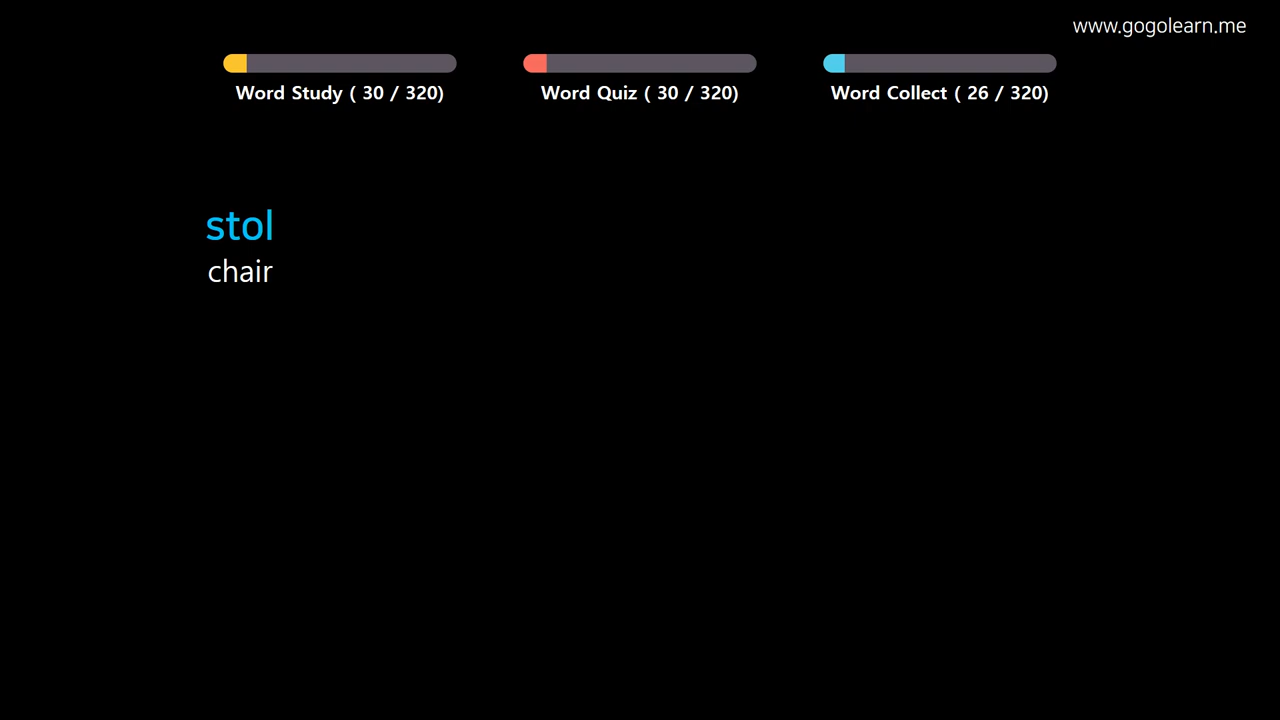 www.gogolearn.me
Word Study ( 30 / 320)
Word Quiz ( 30 / 320)
Word Collect ( 26 / 320)
stol
chair